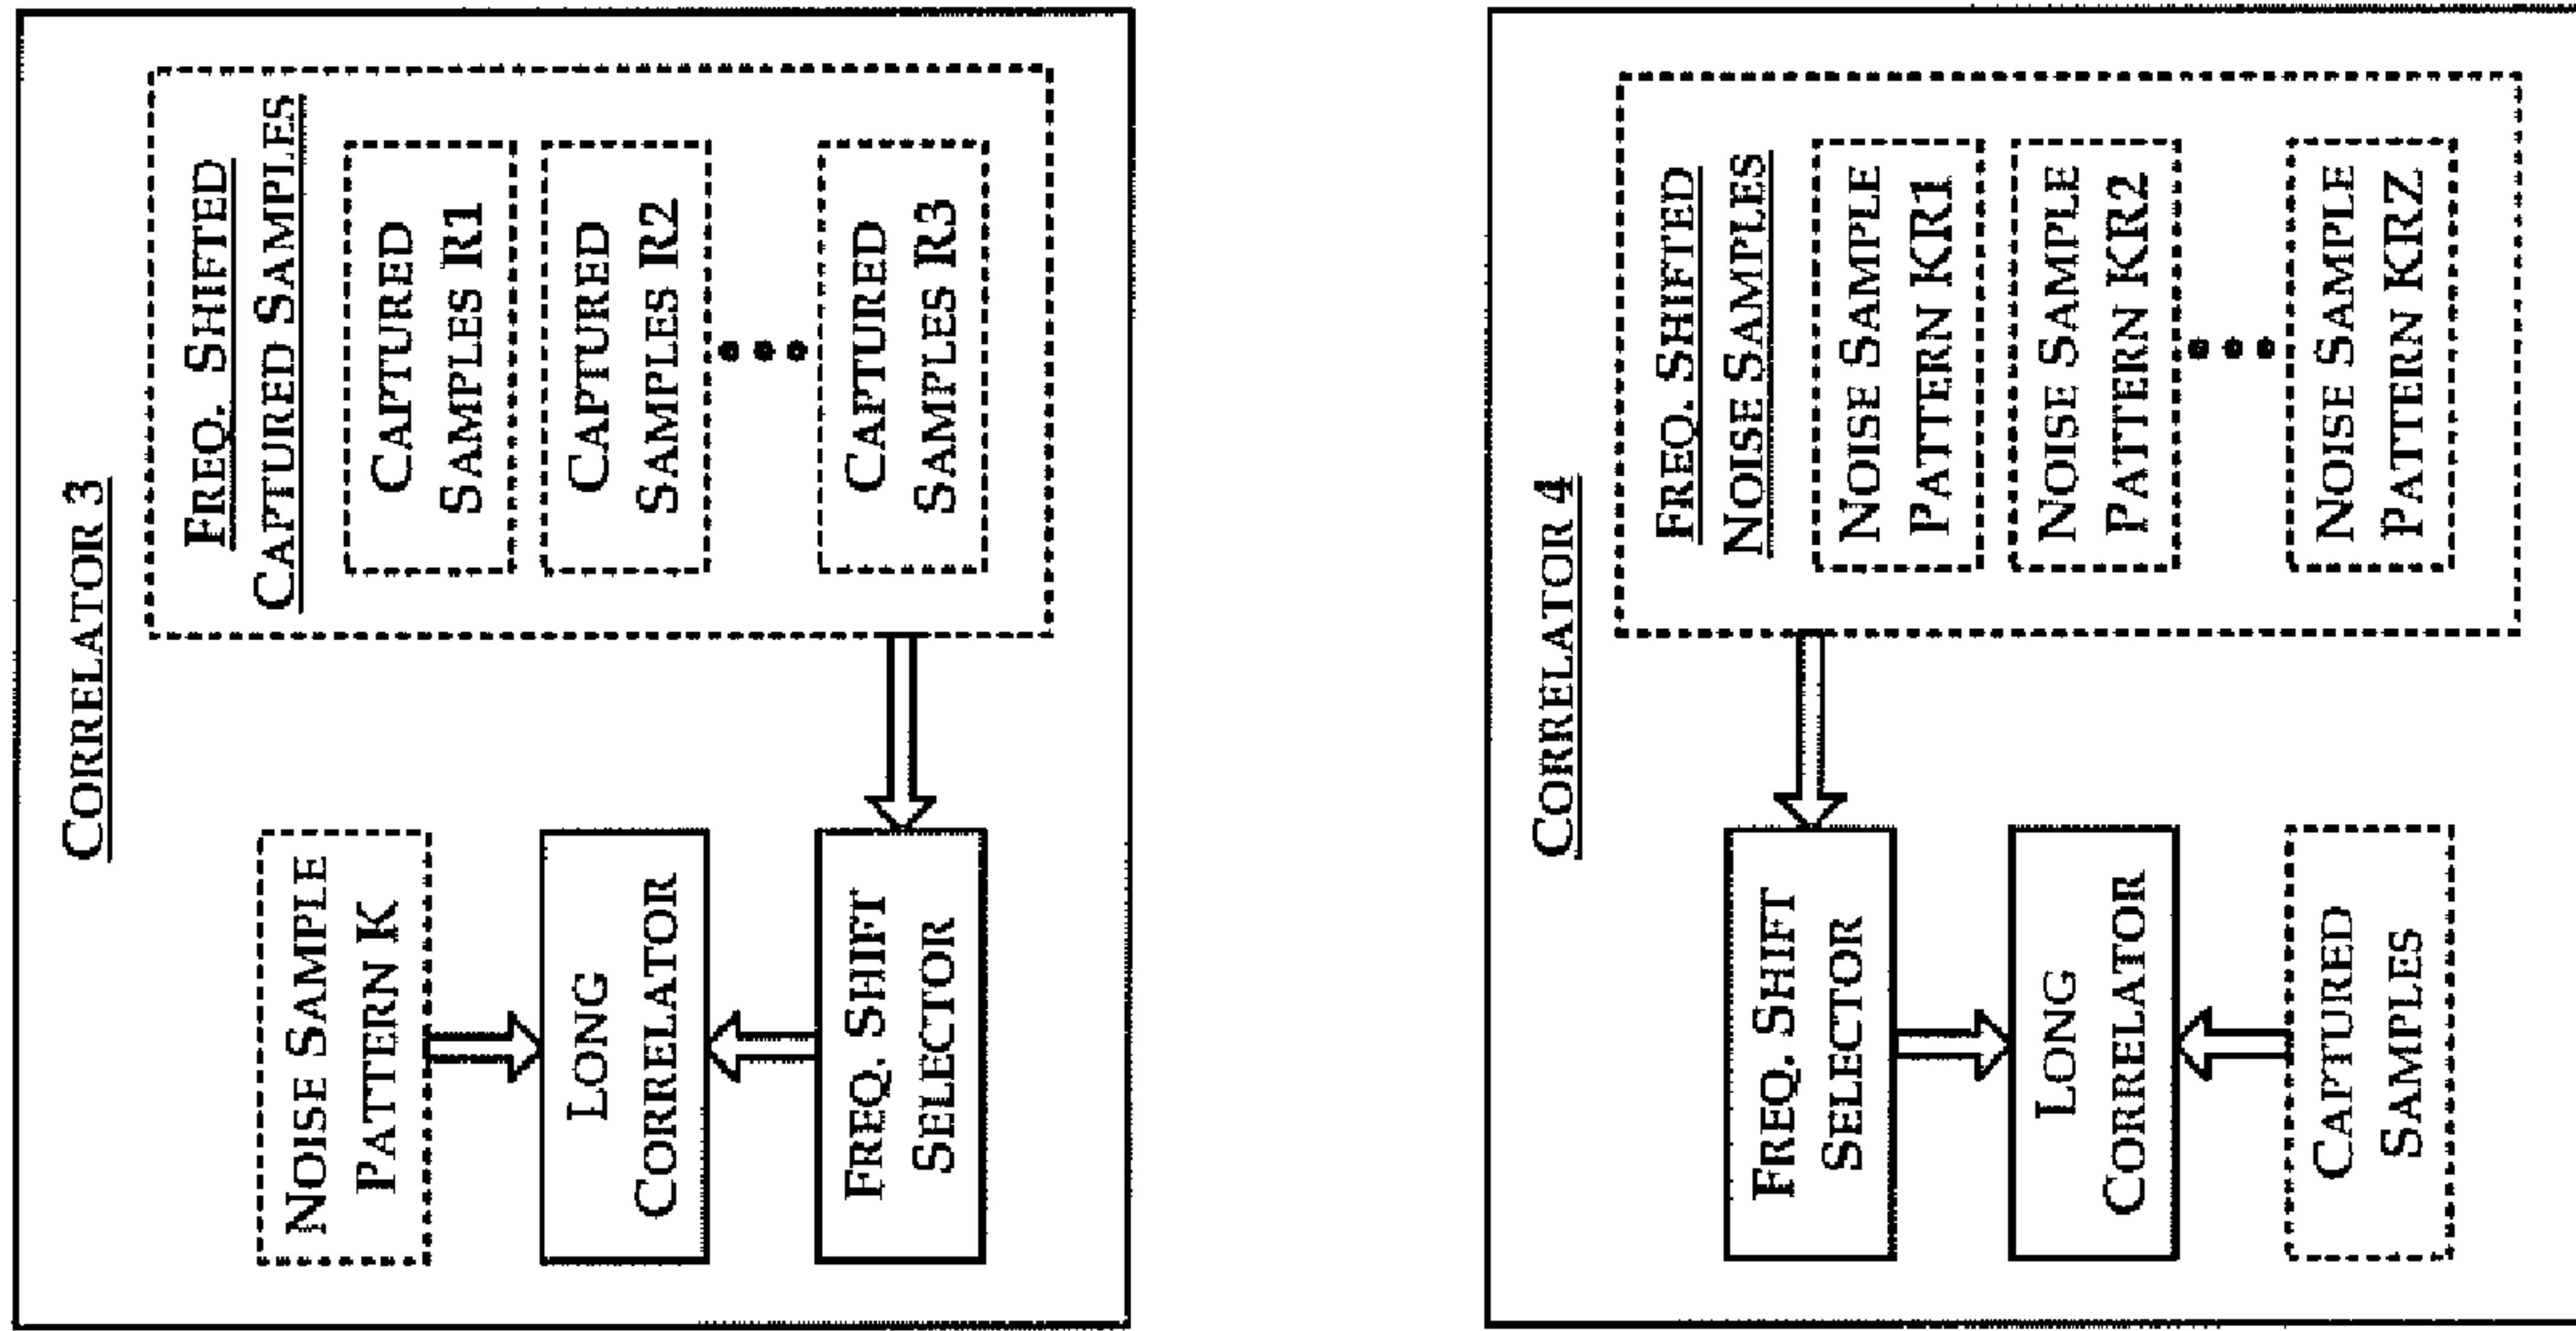 CORRELATOR 3
NOISE SAMPLE
PATTERN K
LONG
CORRELATOR
FREQ. SHIFT
SELECTOR
FREQ. SHIFTED
CAPTURED SAMPLES
CAPTURED
SAMPLES R1
CAPTURED
SAMPLES R2
CAPTURED
SAMPLES R3
CORRELATOR 4
FREQ. SHIFT
SELECTOR
LONG
CORRELATOR
CAPTURED
SAMPLES
FREQ. SHIFTED
NOISE SAMPLES
NOISE SAMPLE
PATTERN KR1
NOISE SAMPLE
PATTERN KR2
NOISE SAMPLE
PATTERN KRZ